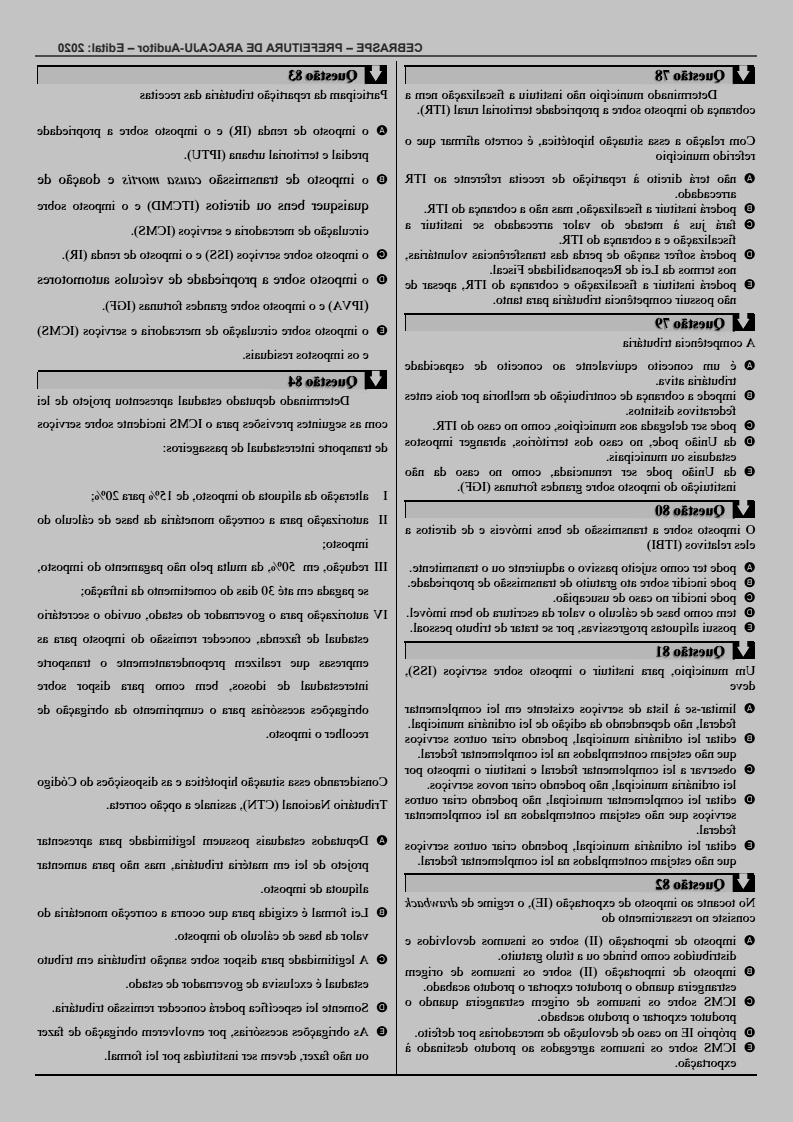 CEBRASPE – PREFEITURA DE ARACAJU-Auditor – Edital: 2020
Questão 78
Determinado município não instituiu a fiscalização nem a
cobrança do imposto sobre a propriedade territorial rural (ITR).
Com relação a essa situação hipotética, é correto afirmar que o
referido município
A não terá direito à repartição de receita referente ao ITR
arrecadado.
B poderá instituir a fiscalização, mas não a cobrança do ITR.
C fará jus à metade do valor arrecadado se instituir a
fiscalização e a cobrança do ITR.
D poderá sofrer sanção de perda das transferências voluntárias,
nos termos da Lei de Responsabilidade Fiscal.
E poderá instituir a fiscalização e cobrança do ITR, apesar de
não possuir competência tributária para tanto.
Questão 79
A competência tributária
A é um conceito equivalente ao conceito de capacidade
tributária ativa.
B impede a cobrança de contribuição de melhoria por dois entes
federativos distintos.
C pode ser delegada aos municípios, como no caso do ITR.
D da União pode, no caso dos territórios, abranger impostos
estaduais ou municipais.
E da União pode ser renunciada, como no caso da não
instituição do imposto sobre grandes fortunas (IGF).
Questão 80
O imposto sobre a transmissão de bens imóveis e de direitos a
eles relativos (ITBI)
A pode ter como sujeito passivo o adquirente ou o transmitente.
B pode incidir sobre ato gratuito de transmissão de propriedade.
C pode incidir no caso de usucapião.
D tem como base de cálculo o valor da escritura do bem imóvel.
E possui alíquotas progressivas, por se tratar de tributo pessoal.
Questão 81
Um município, para instituir o imposto sobre serviços (ISS),
deve
A limitar-se à lista de serviços existente em lei complementar
federal, não dependendo da edição de lei ordinária municipal.
B editar lei ordinária municipal, podendo criar outros serviços
que não estejam contemplados na lei complementar federal.
C observar a lei complementar federal e instituir o imposto por
lei ordinária municipal, não podendo criar novos serviços.
D editar lei complementar municipal, não podendo criar outros
serviços que não estejam contemplados na lei complementar
federal.
E editar lei ordinária municipal, podendo criar outros serviços
que não estejam contemplados na lei complementar federal.
Questão 82
No tocante ao imposto de exportação (IE), o regime de drawback
consiste no ressarcimento do
A imposto de importação (II) sobre os insumos devolvidos e
distribuídos como brinde ou a título gratuito.
B imposto de importação (II) sobre os insumos de origem
estrangeira quando o produtor exportar o produto acabado.
C ICMS sobre os insumos de origem estrangeira quando o
produtor exportar o produto acabado.
D próprio IE no caso de devolução de mercadorias por defeito.
E ICMS sobre os insumos agregados ao produto destinado à
exportação.
Questão 83
Participam da repartição tributária das receitas
A o imposto de renda (IR) e o imposto sobre a propriedade
predial e territorial urbana (IPTU).
B o imposto de transmissão causa mortis e doação de
quaisquer bens ou direitos (ITCMD) e o imposto sobre
circulação de mercadoria e serviços (ICMS).
C o imposto sobre serviços (ISS) e o imposto de renda (IR).
D o imposto sobre a propriedade de veículos automotores
(IPVA) e o imposto sobre grandes fortunas (IGF).
E o imposto sobre circulação de mercadoria e serviços (ICMS)
e os impostos residuais.
Questão 84
Determinado deputado estadual apresentou projeto de lei
com as seguintes previsões para o ICMS incidente sobre serviços
de transporte interestadual de passageiros:
I alteração da alíquota do imposto, de 15% para 20%;
II autorização para a correção monetária da base de cálculo do
imposto;
III redução, em 50%, da multa pelo não pagamento do imposto,
se pagada em até 30 dias do cometimento da infração;
IV autorização para o governador do estado, ouvido o secretário
estadual de fazenda, conceder remissão do imposto para as
empresas que realizem preponderantemente o transporte
interestadual de idosos, bem como para dispor sobre
obrigações acessórias para o cumprimento da obrigação de
recolher o imposto.
Considerando essa situação hipotética e as disposições do Código
Tributário Nacional (CTN), assinale a opção correta.
A Deputados estaduais possuem legitimidade para apresentar
projeto de lei em matéria tributária, mas não para aumentar
alíquota de imposto.
B Lei formal é exigida para que ocorra a correção monetária do
valor da base de cálculo do imposto.
C A legitimidade para dispor sobre sanção tributária em tributo
estadual é exclusiva de governador de estado.
D Somente lei específica poderá conceder remissão tributária.
E As obrigações acessórias, por envolverem obrigação de fazer
ou não fazer, devem ser instituídas por lei formal.